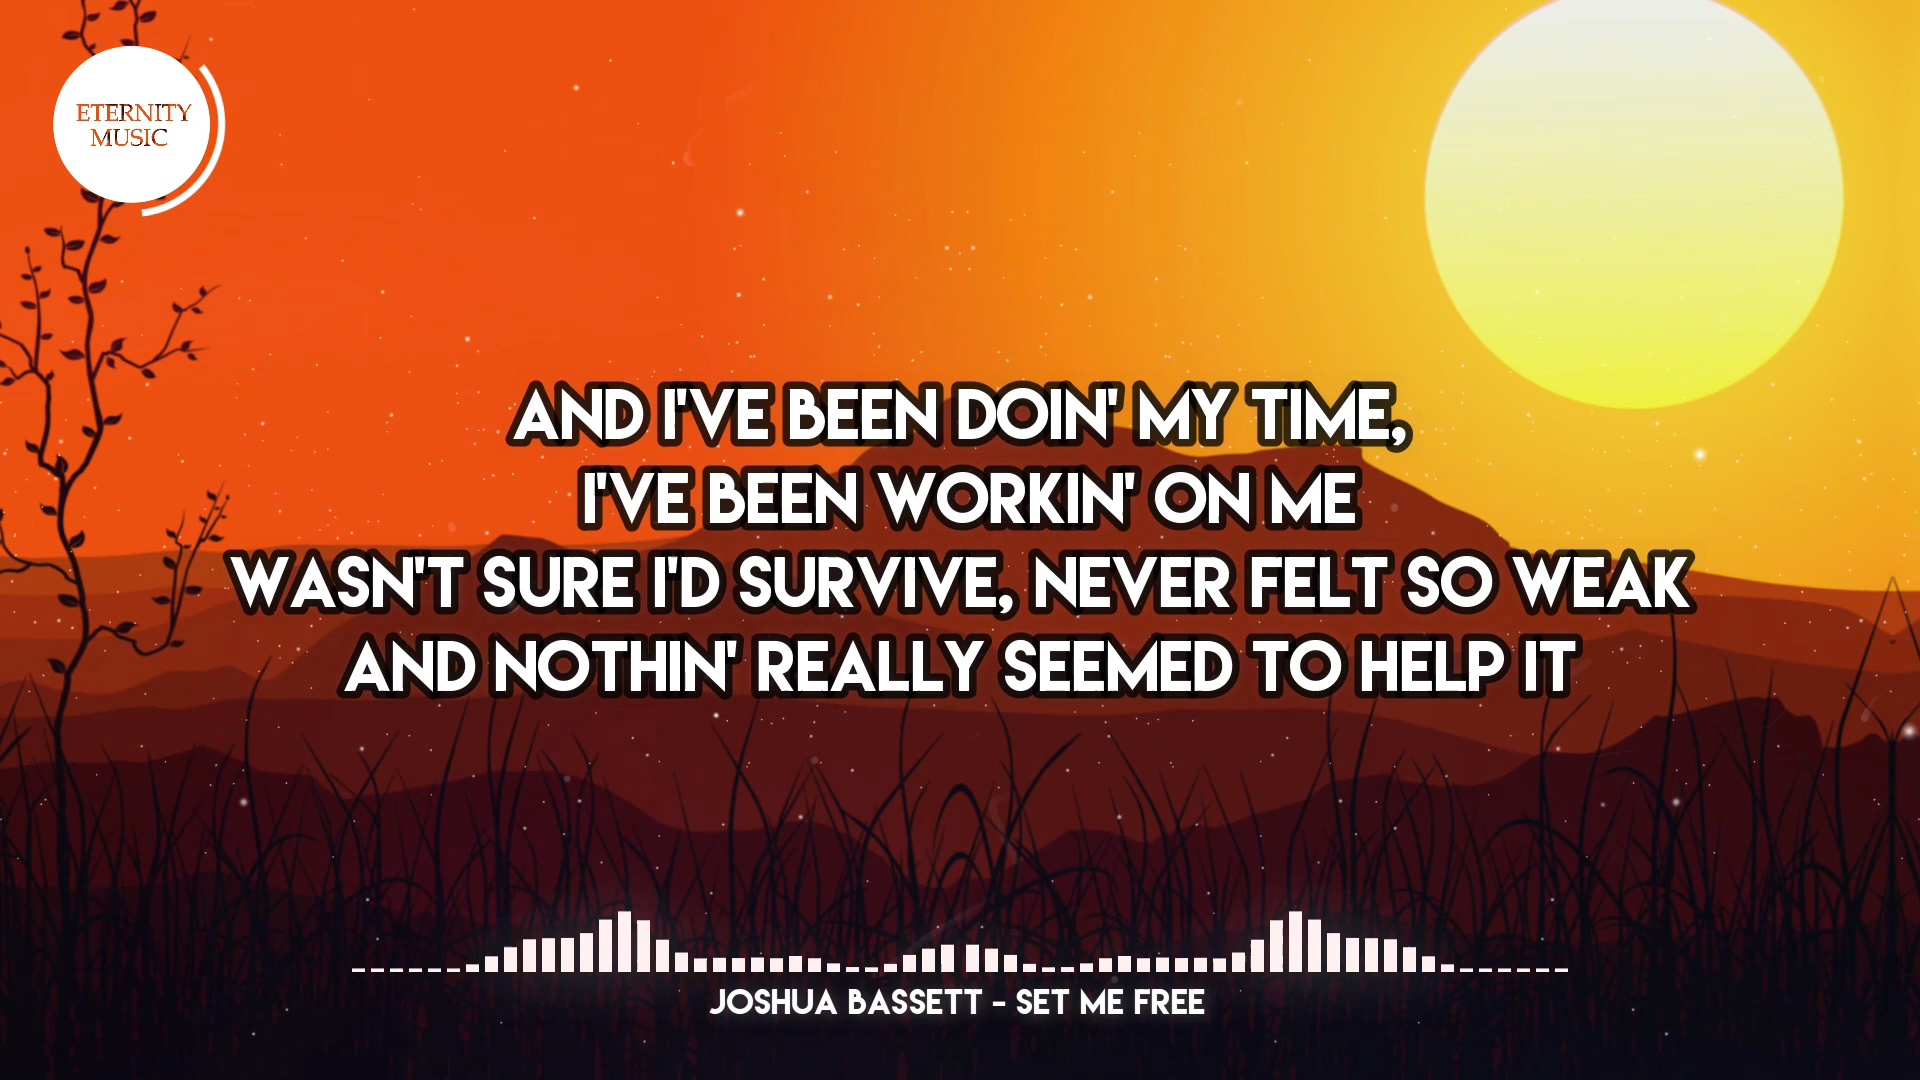 ETERNITY
MUSIC
AND I'VE BEEN DOIN' MY TIME,
I'VE BEEN WORKIN' ON ME
WASN'T SURE I'D SURVIVE, NEVER FELT SO WEAK
AND NOTHIN' REALLY SEEMED TO HELP IT
JOSHUA BASSETT - SET ME FREE